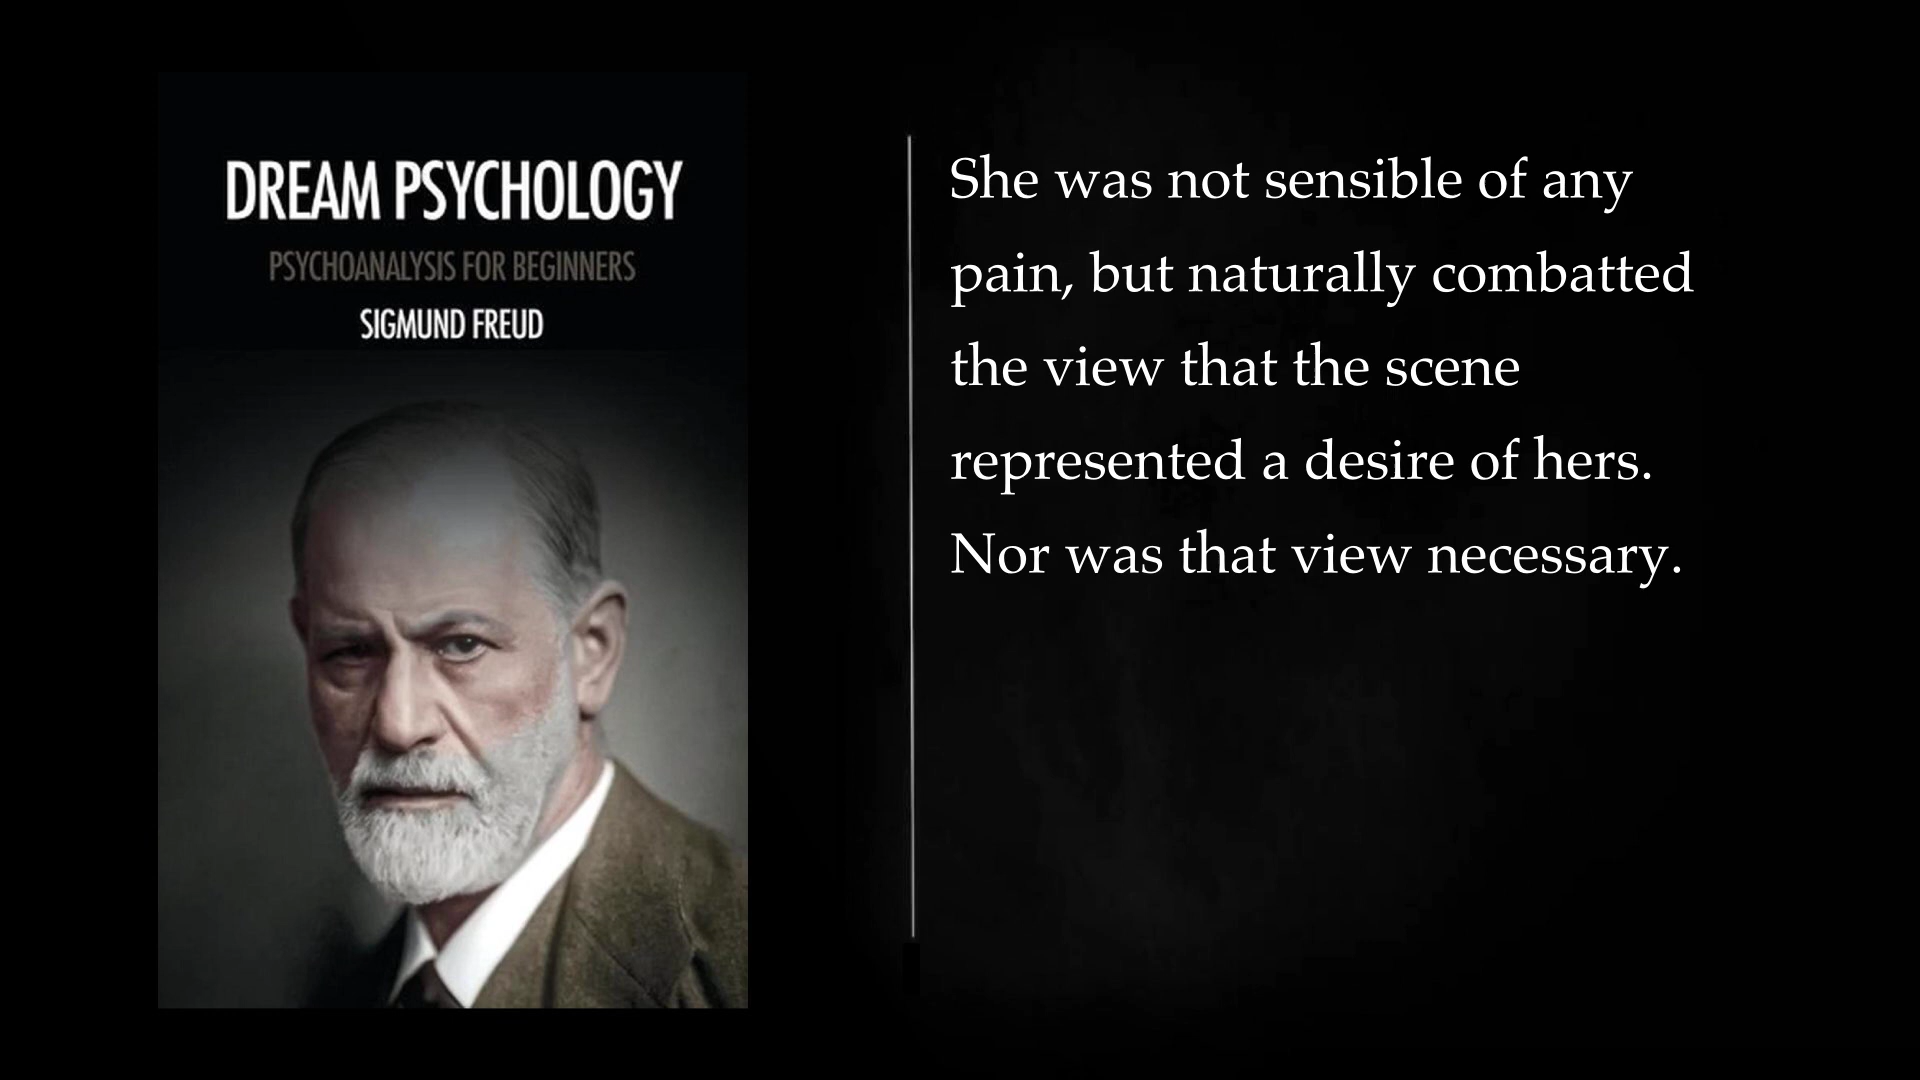 DREAM PSYCHOLOGY
PSYCHOANALYSIS FOR BEGINNERS
SIGMUND FREUD
She was not sensible of any
pain, but naturally combatted
the view that the scene
represented a desire of hers.
Nor was that view necessary.